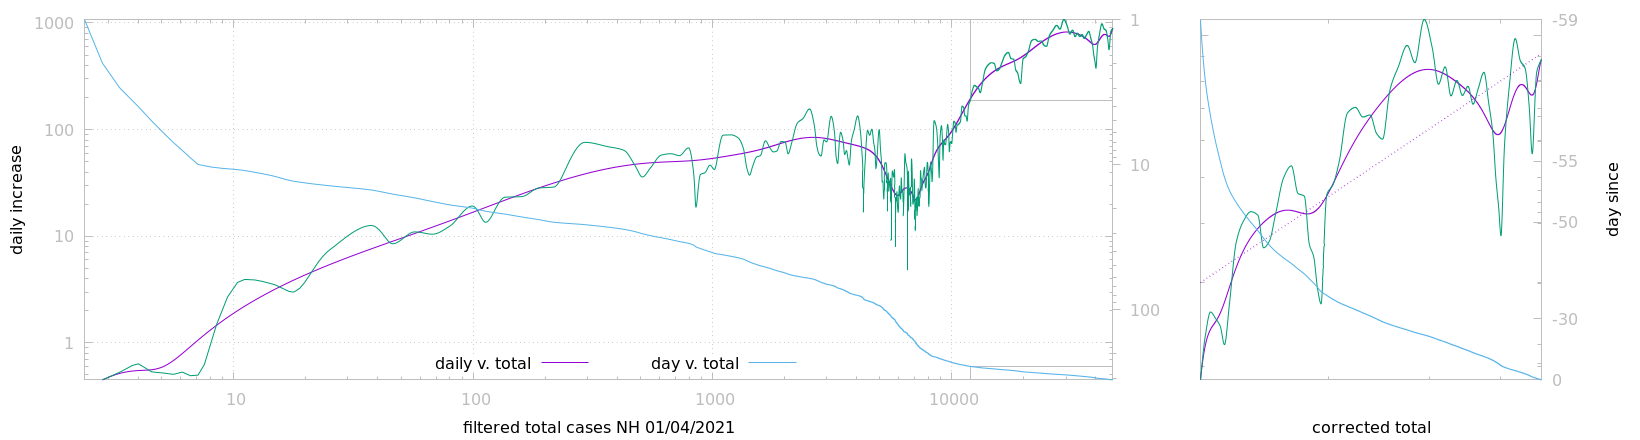 1000
100
10
1
daily increase
10
100
1000
10000
1
10
100
daily v. total
day v. total
filtered total cases NH 01/04/2021
-59
-55
-50
-30
0
day since
corrected total